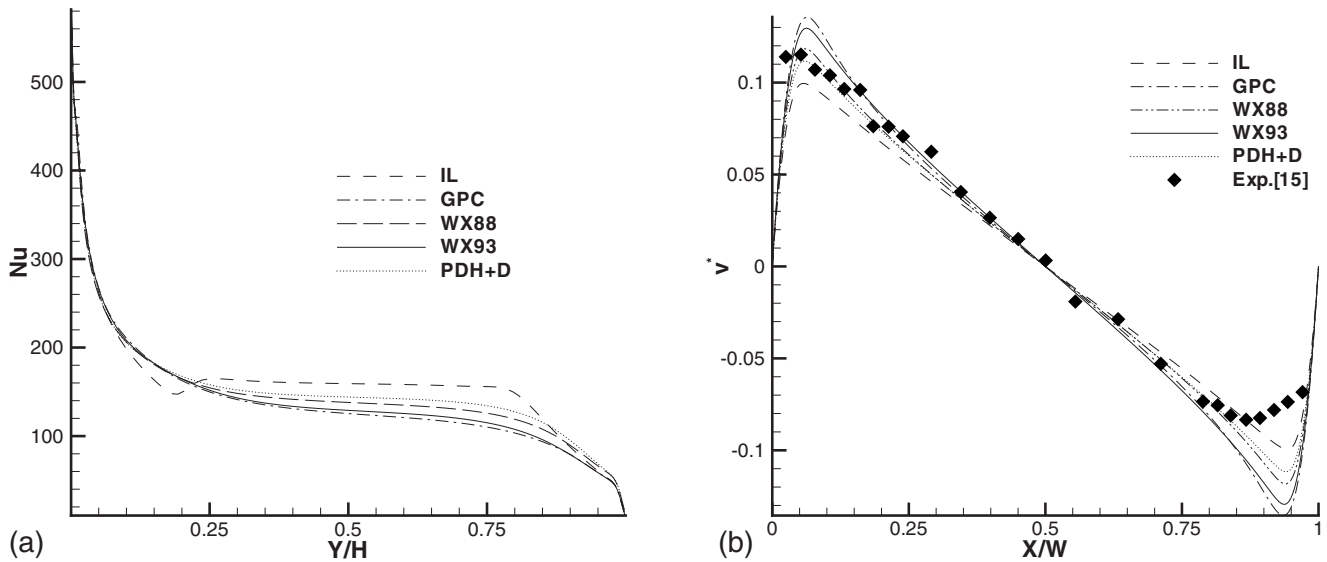 500
400
300
200
100
Nu
IL
GPC
WX88
WX93
PDH+D
0.25
0.5
0.75
Y/H
(a)
0.1
0.05
0
-0.05
-0.1
v*
IL
GPC
WX88
WX93
PDH+D
Exp.[15]
0
0.25
0.5
0.75
1
X/W
(b)